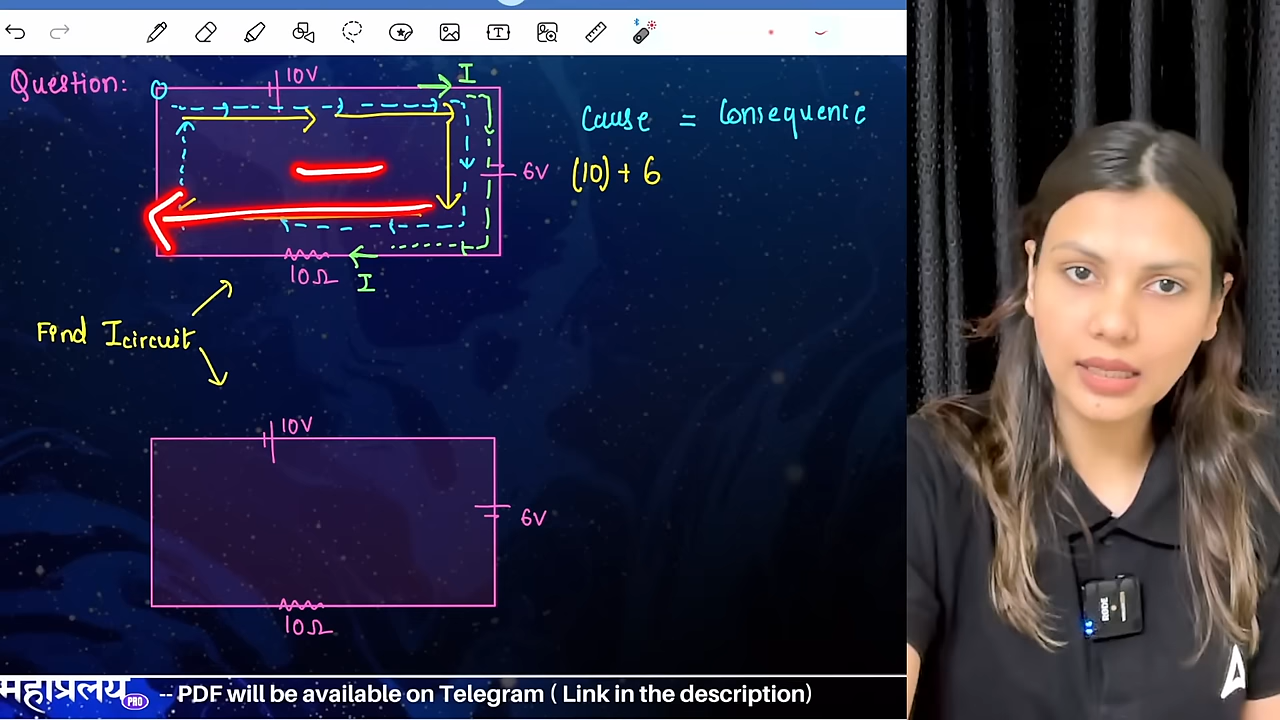 Question:
10V
I
Cause = Consequence
6V
(10) + 6
10Ω
I
Find Icircuit
10V
6V
10Ω
RODE
महाप्रलय PRO -- PDF will be available on Telegram ( Link in the description)